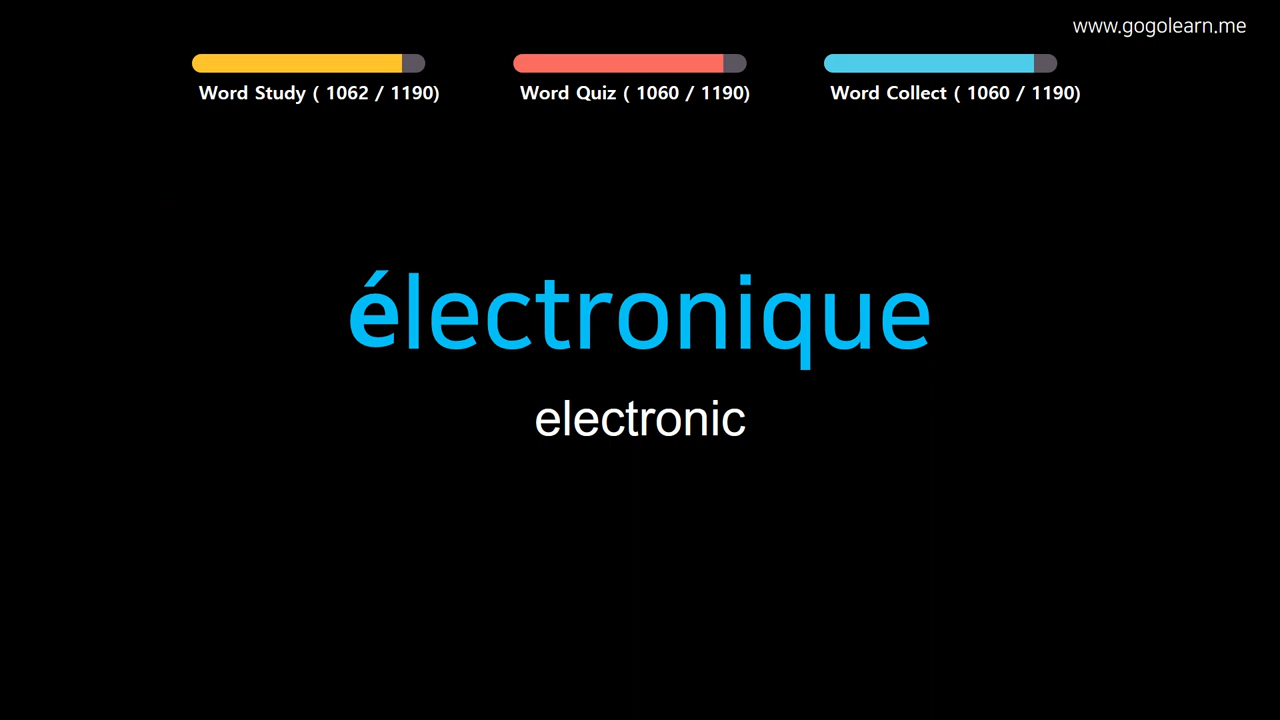 www.gogolearn.me
Word Study ( 1062 / 1190)
Word Quiz ( 1060 / 1190)
Word Collect ( 1060 / 1190)
électronique
electronic